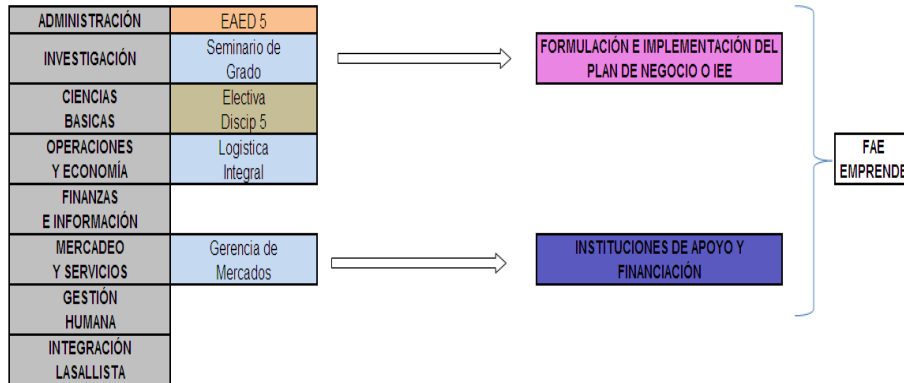 ADMINISTRACIÓN
EAED 5
INVESTIGACIÓN
Seminario de
Grado
FORMULACIÓN E IMPLEMENTACIÓN DEL
PLAN DE NEGOCIO O IEE
CIENCIAS
BASICAS
Electiva
Discip 5
OPERACIONES
Y ECONOMÍA
Logistica
Integral
FAE
EMPRENDE
FINANZAS
E INFORMACIÓN
MERCADEO
Y SERVICIOS
Gerencia de
Mercados
INSTITUCIONES DE APOYO Y
FINANCIACIÓN
GESTIÓN
HUMANA
INTEGRACIÓN
LASALLISTA